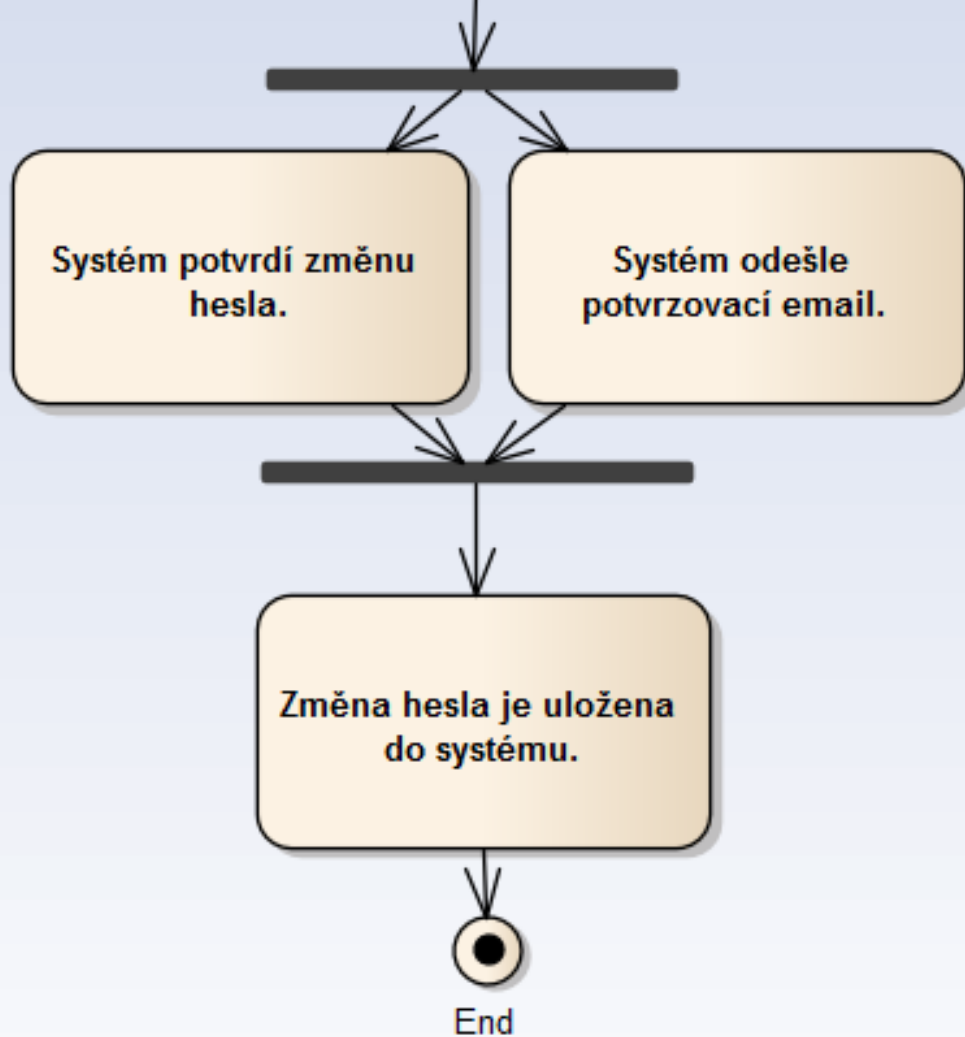 Systém potvrdí změnu
hesla.
Systém odešle
potvrzovací email.
Změna hesla je uložena
do systému.
End